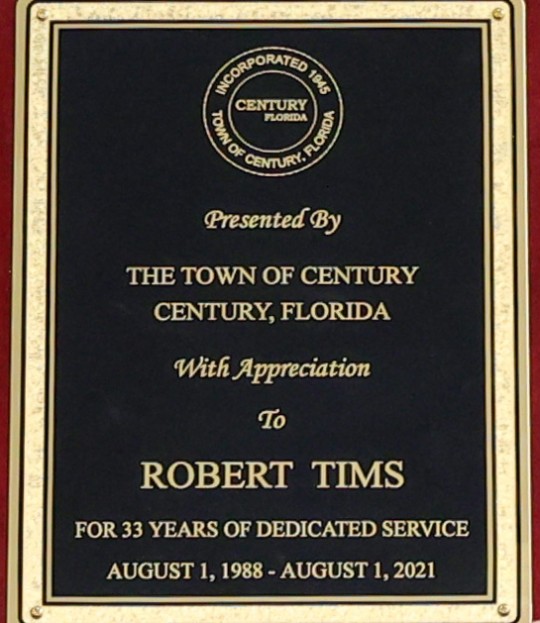 INCORPORATED 1945
CENTURY
FLORIDA
TOWN OF CENTURY, FLORIDA
Presented By
THE TOWN OF CENTURY
CENTURY, FLORIDA
With Appreciation
To
ROBERT TIMS
FOR 33 YEARS OF DEDICATED SERVICE
AUGUST 1, 1988 - AUGUST 1, 2021